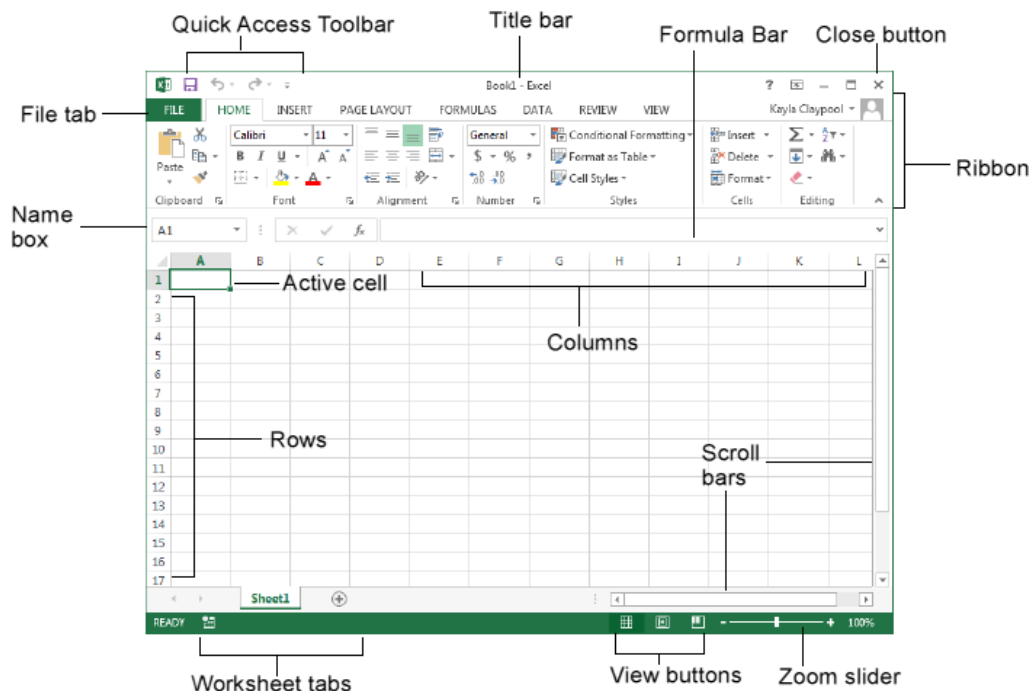 Quick Access Toolbar
Title bar
Formula Bar
Close button
Book1 - Excel
?
File tab
FILE HOME INSERT PAGE LAYOUT FORMULAS DATA REVIEW VIEW Kayla Claypool
Calibri 11 General Conditional Formatting Insert
Paste B I U A A $ % , Format as Table Delete
A Cell Styles Format
Clipboard Font Alignment Number Styles Cells Editing
Ribbon
Name
box
A1 fx
A B C D E F G H I J K L
1
Active cell
2
3
4
Columns
5
6
7
8
9
Rows
10
Scroll
bars
11
12
13
14
15
16
17
Sheet1
READY 100%
Worksheet tabs
View buttons
Zoom slider